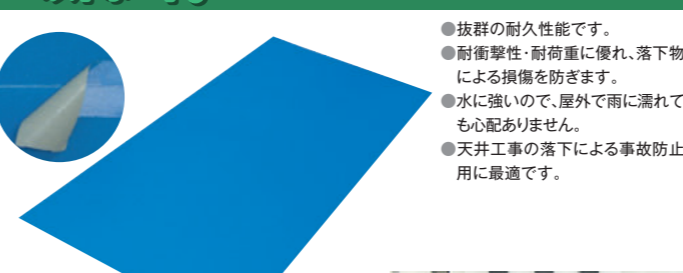 ●抜群の耐久性能です。
●耐衝撃性・耐荷重に優れ、落下物
による損傷を防ぎます。
●水に強いので、屋外で雨に濡れて
も心配ありません。
●天井工事の落下による事故防止
用に最適です。